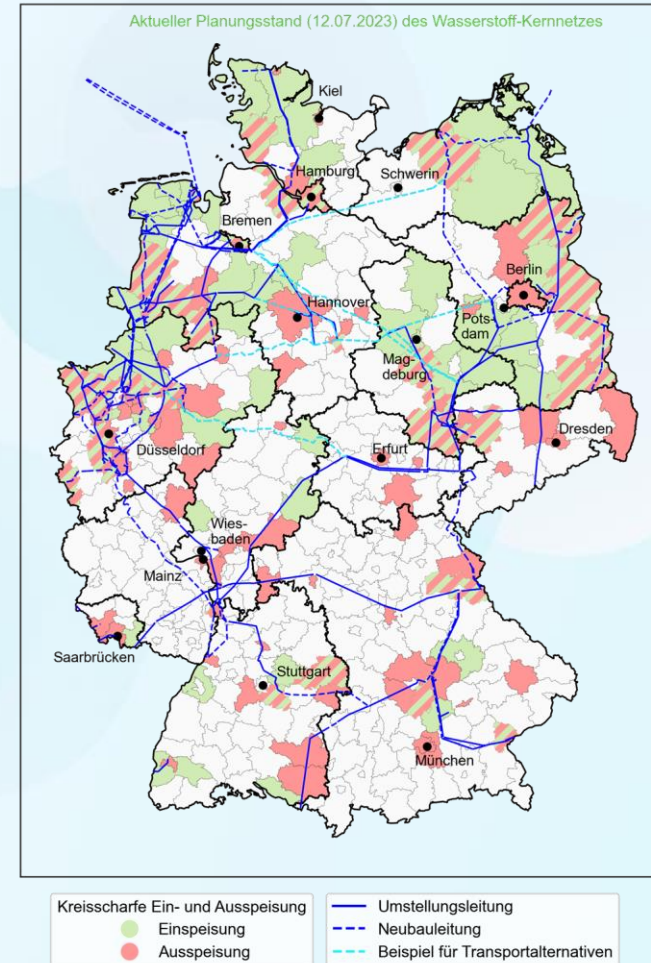 Aktueller Planungsstand (12.07.2023) des Wasserstoff-Kernnetzes
Kiel
Hamburg
Schwerin
Bremen
Berlin
Hannover
Pots-
dam
Mag-
deburg
Düsseldorf
Erfurt
Dresden
Wies-
baden
Mainz
Saarbrücken
Stuttgart
München
Kreisscharfe Ein- und Ausspeisung
Einspeisung
Ausspeisung
Umstellungsleitung
Neubauleitung
Beispiel für Transportalternativen